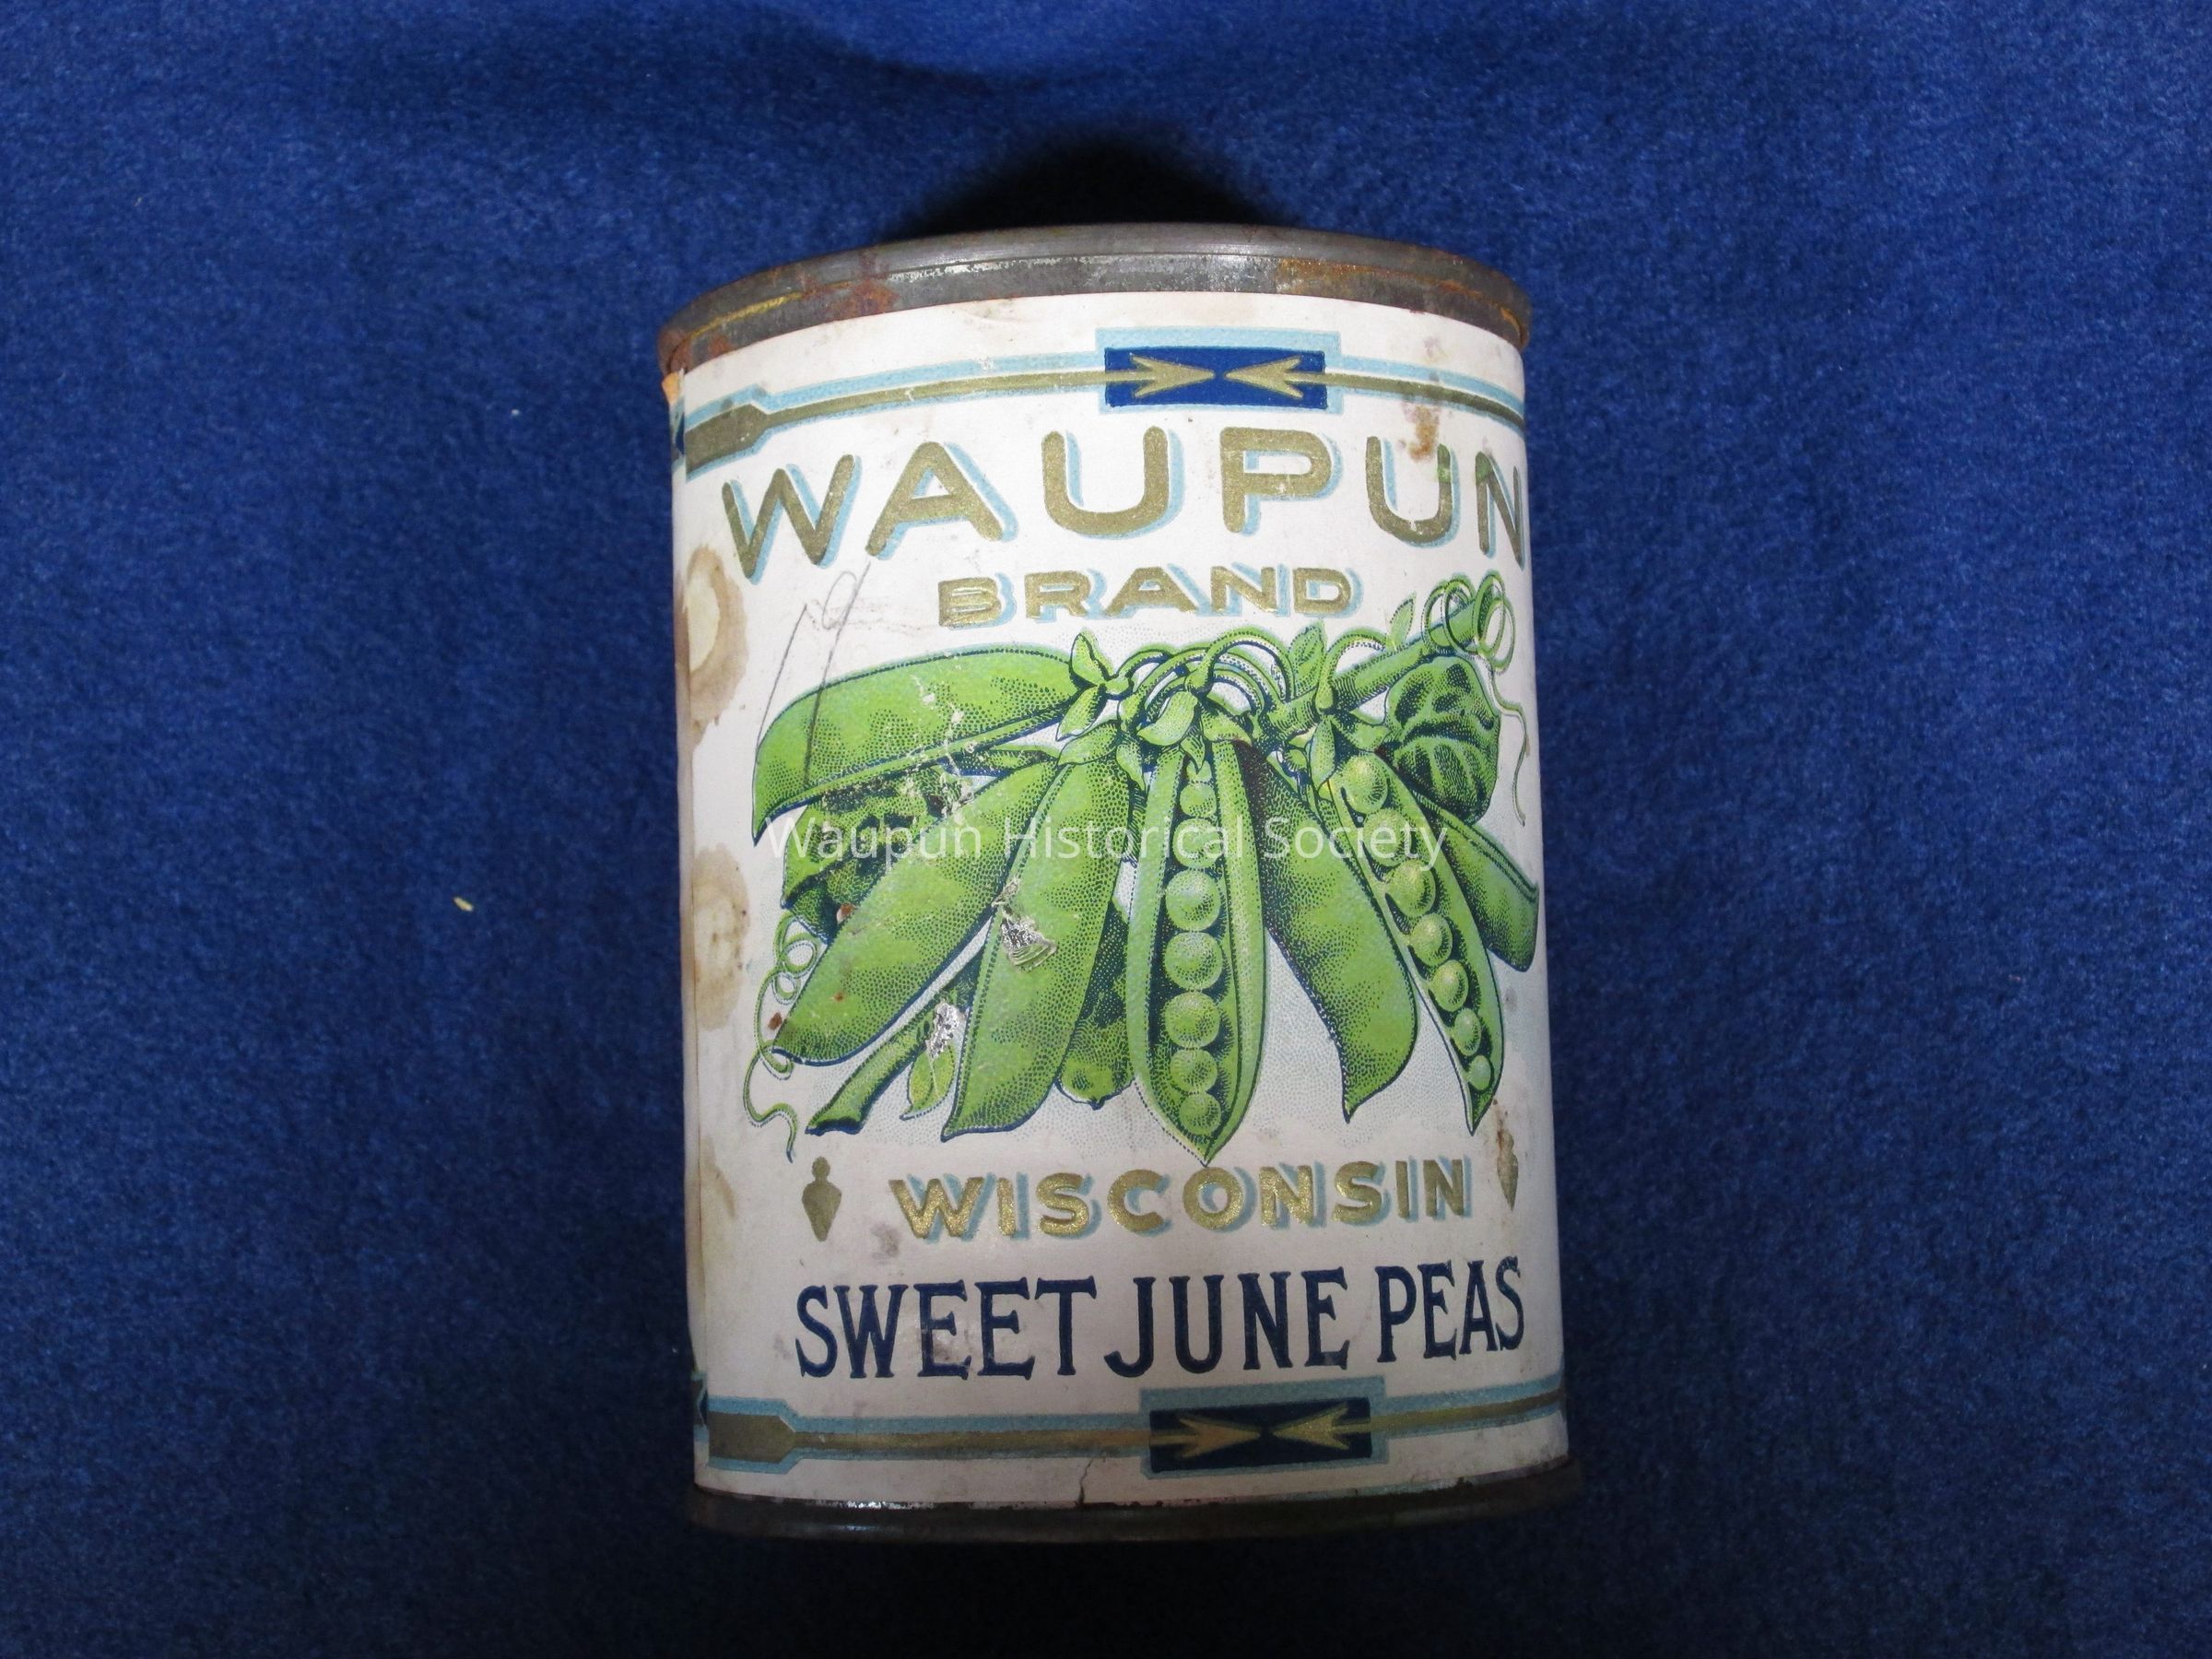 WAUPUN
BRAND
Waupun Historical Society
WISCONSIN
SWEET JUNE PEAS